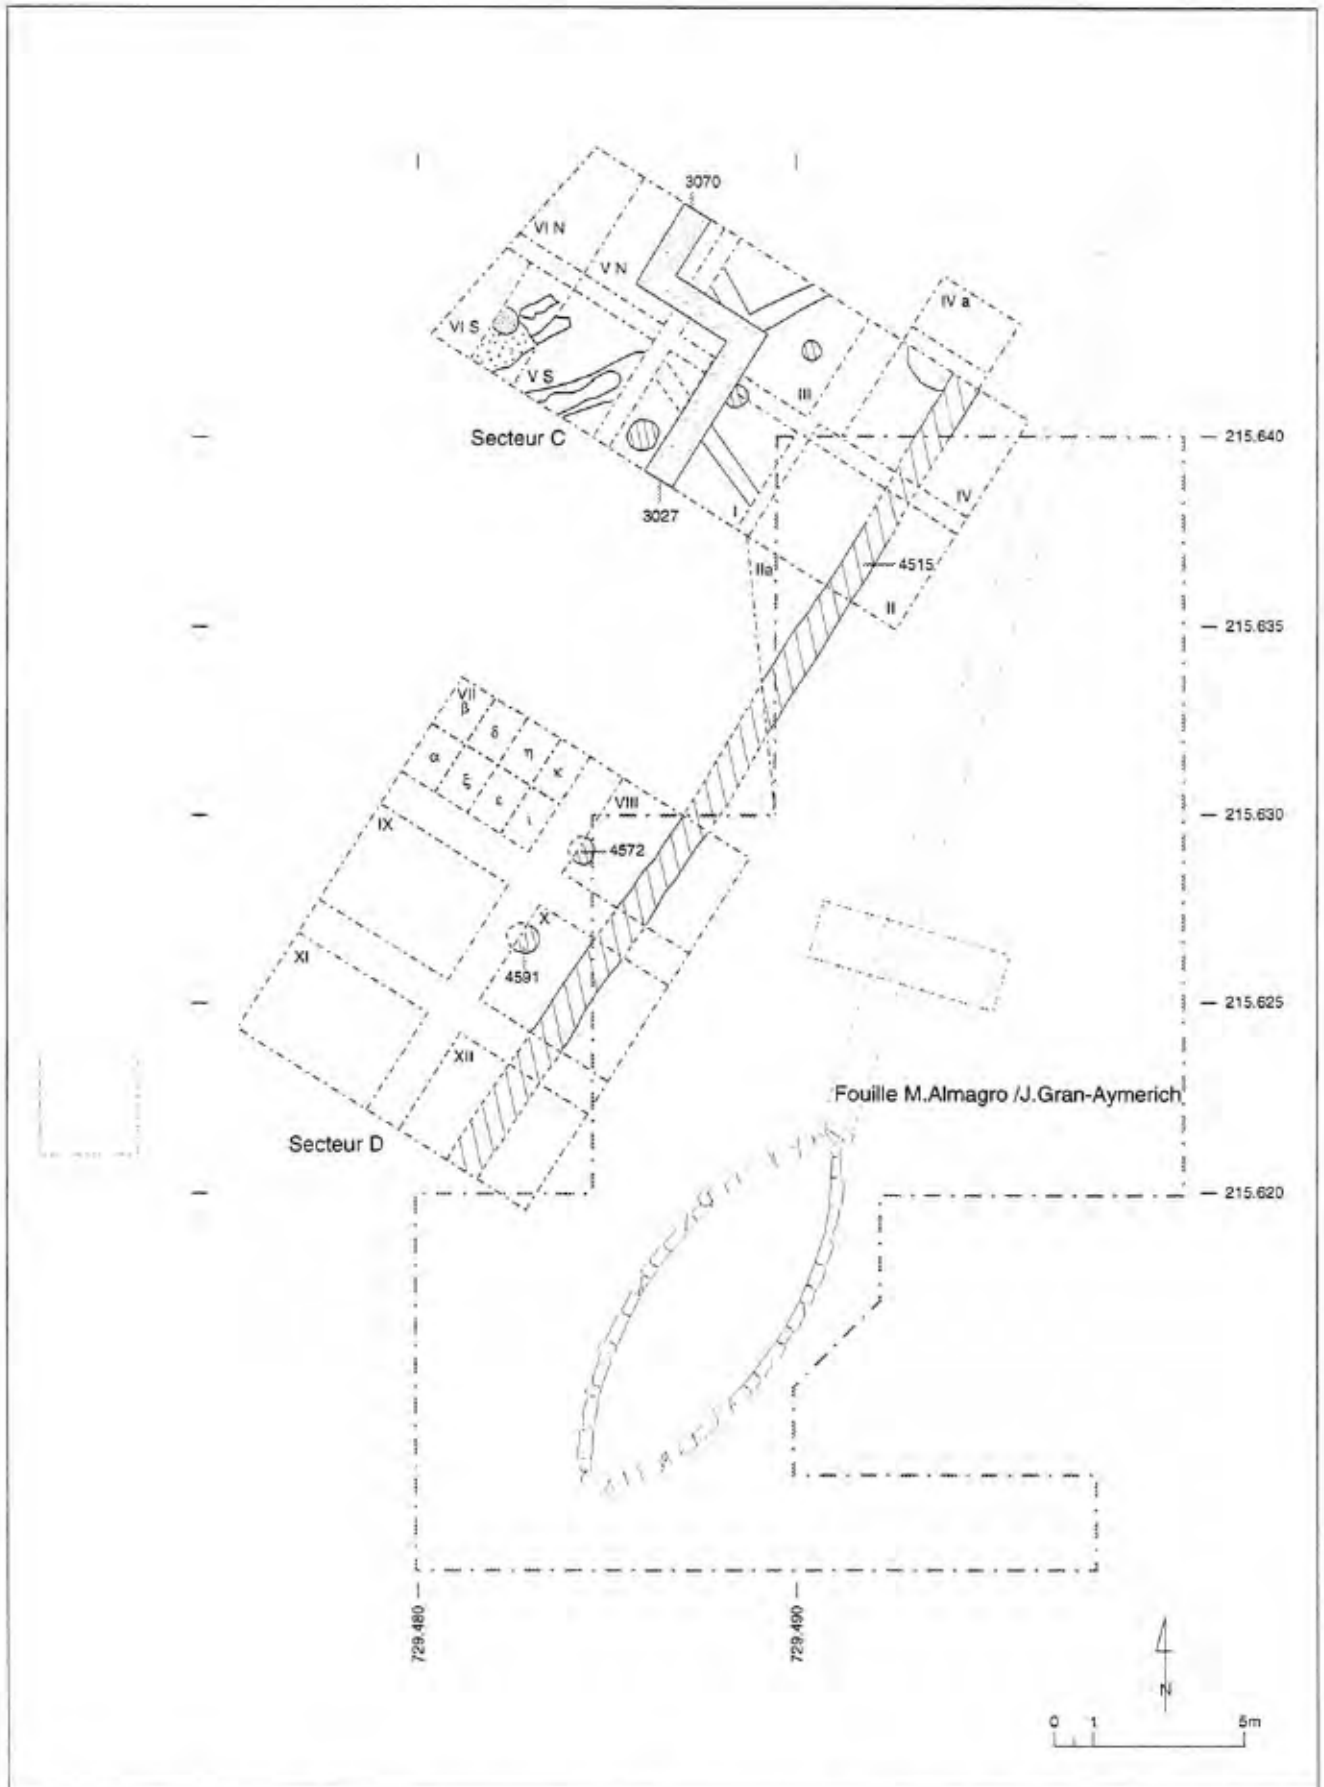 3070
VI N
V N
IV a
VI S
V S
III
Secteur C
215.640
I
IV
3027
IIa
4515
II
215.635
VII
β
δ
α
η
ξ
κ
ε
ι
VIII
215.630
IX
4572
X
XI
4591
215.625
XII
Fouille M.Almagro /J.Gran-Aymerich
Secteur D
215.620
729.480
729.490
N
0 1 5m